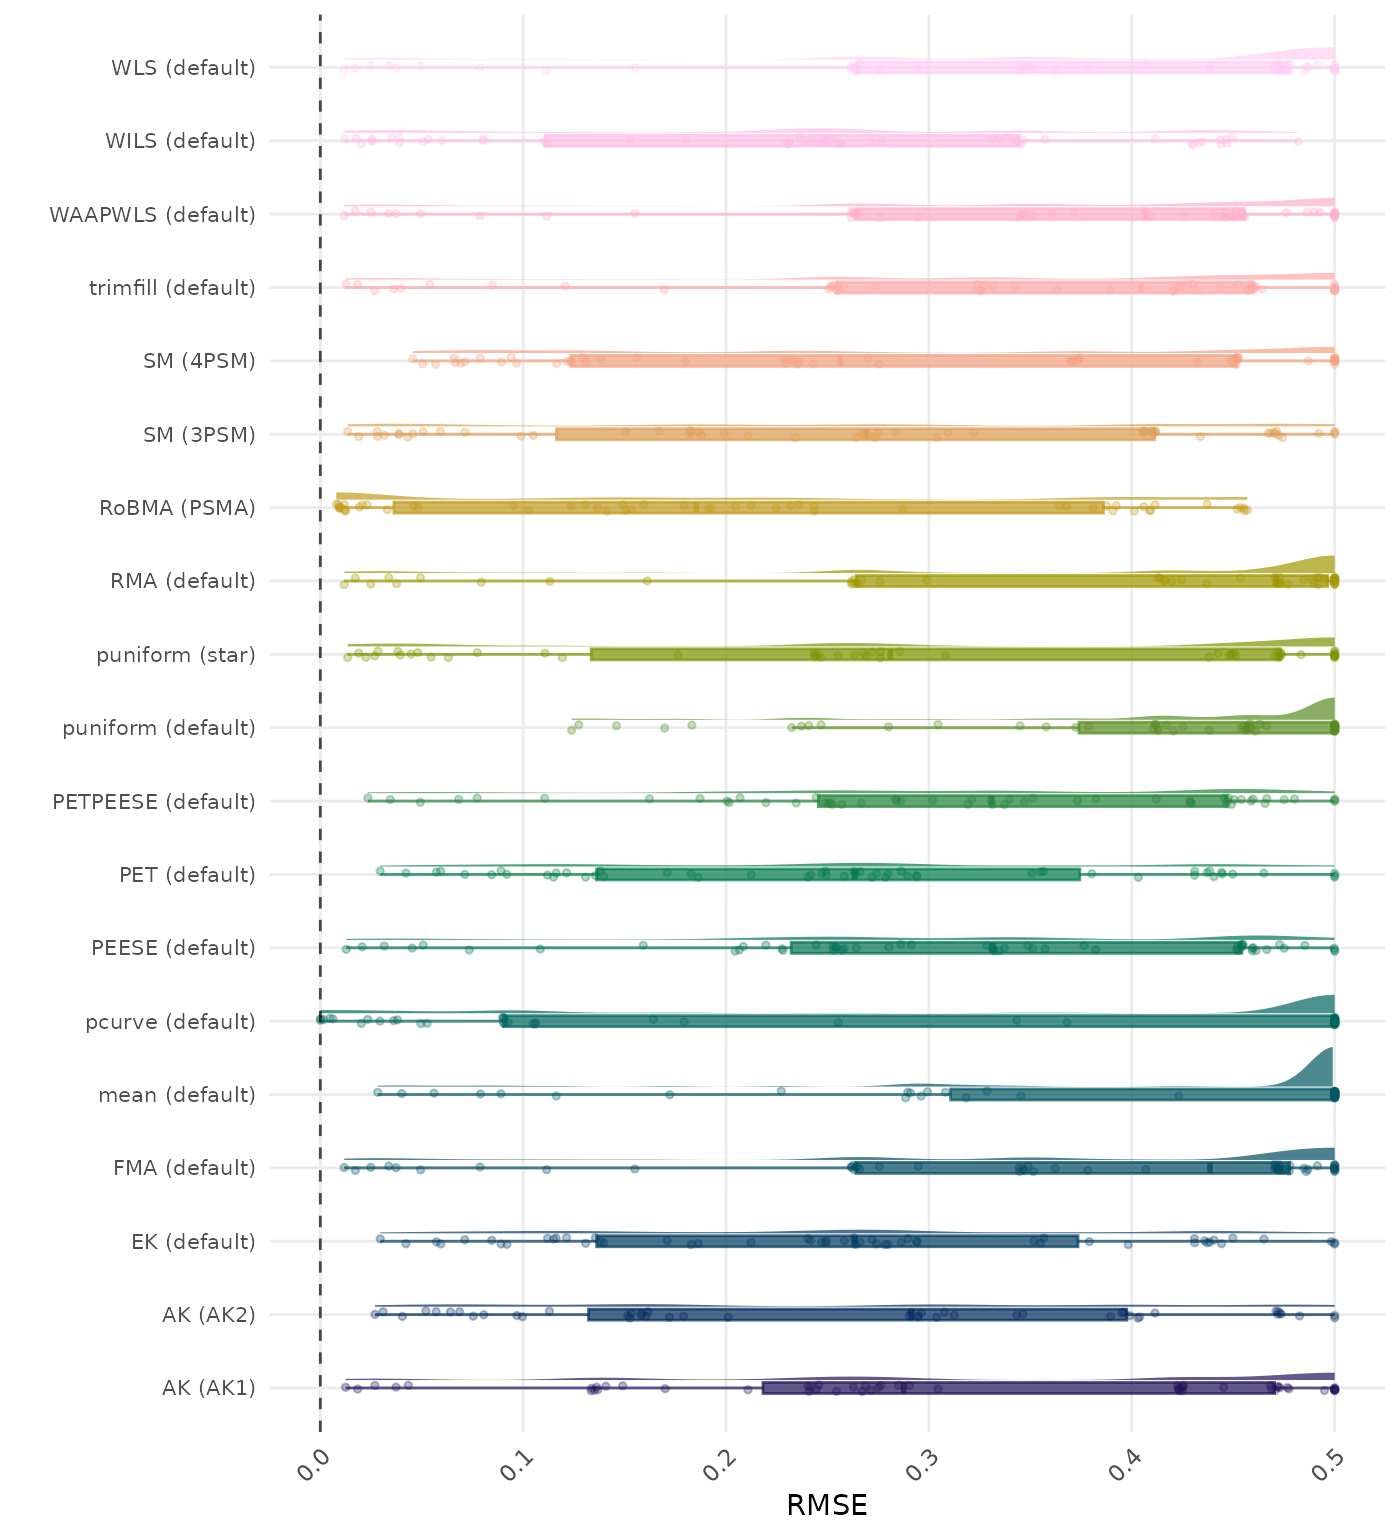 WLS (default)
WILS (default)
WAAPWLS (default)
trimfill (default)
SM (4PSM)
SM (3PSM)
RoBMA (PSMA)
RMA (default)
puniform (star)
puniform (default)
PETPEESE (default)
PET (default)
PEESE (default)
pcurve (default)
mean (default)
FMA (default)
EK (default)
AK (AK2)
AK (AK1)
0.0 0.1 0.2 0.3 0.4 0.5
RMSE